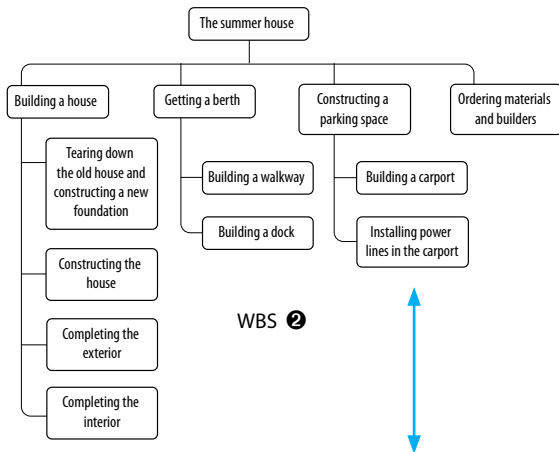 The summer house
Building a house
Getting a berth
Constructing a
parking space
Ordering materials
and builders
Tearing down
the old house and
constructing a new
foundation
Constructing the
house
Completing the
exterior
Completing the
interior
Building a walkway
Building a dock
Building a carport
Installing power
lines in the carport
WBS ❷